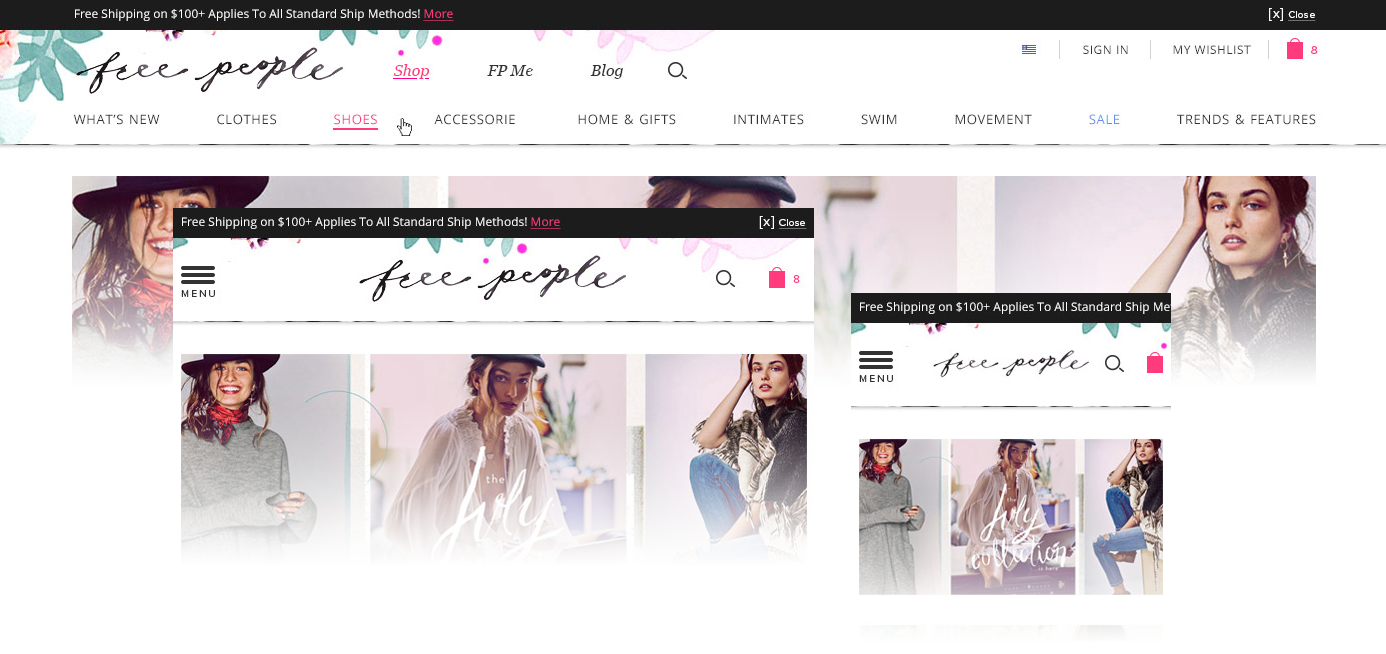 Free Shipping on $100+ Applies To All Standard Ship Methods! More
[x] Close
free people
Shop
FP Me
Blog
SIGN IN
MY WISHLIST
8
WHAT'S NEW
CLOTHES
SHOES
ACCESSORIE
HOME & GIFTS
INTIMATES
SWIM
MOVEMENT
SALE
TRENDS & FEATURES
Free Shipping on $100+ Applies To All Standard Ship Methods! More
[x] Close
MENU
free people
8
the
July
Free Shipping on $100+ Applies To All Standard Ship Me
MENU
free people
the
July
collection
is here